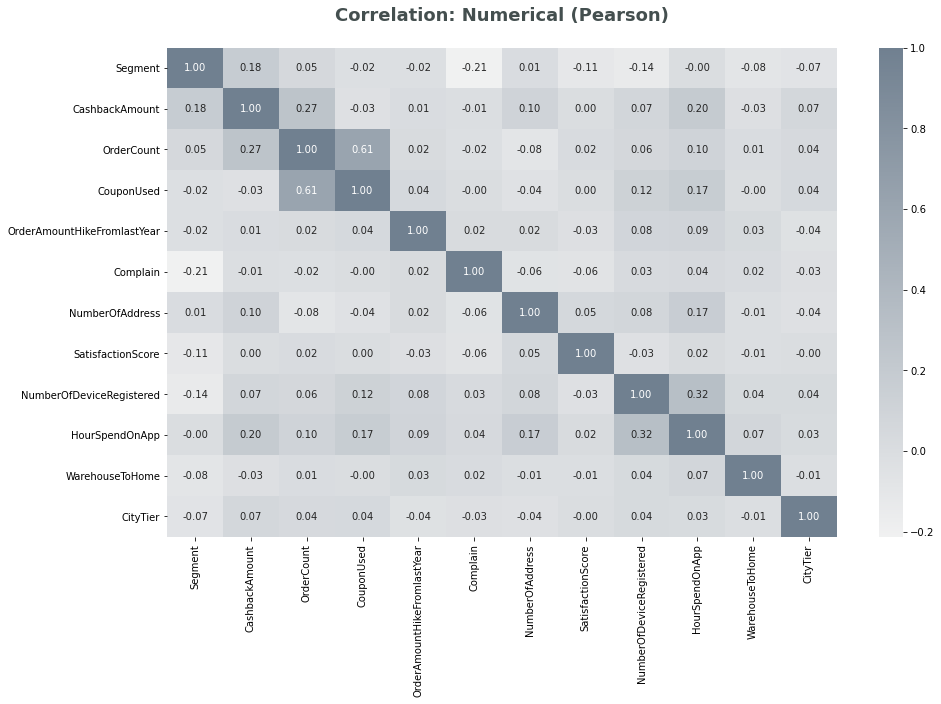 Correlation: Numerical (Pearson)
Segment 1.00 0.18 0.05 -0.02 -0.02 -0.21 0.01 -0.11 -0.14 -0.00 -0.08 -0.07
CashbackAmount 0.18 1.00 0.27 -0.03 0.01 -0.01 0.10 0.00 0.07 0.20 -0.03 0.07
OrderCount 0.05 0.27 1.00 0.61 0.02 -0.02 -0.08 0.02 0.06 0.10 0.01 0.04
CouponUsed -0.02 -0.03 0.61 1.00 0.04 -0.00 -0.04 0.00 0.12 0.17 -0.00 0.04
OrderAmountHikeFromlastYear -0.02 0.01 0.02 0.04 1.00 0.02 0.02 -0.03 0.08 0.09 0.03 -0.04
Complain -0.21 -0.01 -0.02 -0.00 0.02 1.00 -0.06 -0.06 0.03 0.04 0.02 -0.03
NumberOfAddress 0.01 0.10 -0.08 -0.04 0.02 -0.06 1.00 0.05 0.08 0.17 -0.01 -0.04
SatisfactionScore -0.11 0.00 0.02 0.00 -0.03 -0.06 0.05 1.00 -0.03 0.02 -0.01 -0.00
NumberOfDeviceRegistered -0.14 0.07 0.06 0.12 0.08 0.03 0.08 -0.03 1.00 0.32 0.04 0.04
HourSpendOnApp -0.00 0.20 0.10 0.17 0.09 0.04 0.17 0.02 0.32 1.00 0.07 0.03
WarehouseToHome -0.08 -0.03 0.01 -0.00 0.03 0.02 -0.01 -0.01 0.04 0.07 1.00 -0.01
CityTier -0.07 0.07 0.04 0.04 -0.04 -0.03 -0.04 -0.00 0.04 0.03 -0.01 1.00
Segment
CashbackAmount
OrderCount
CouponUsed
OrderAmountHikeFromlastYear
Complain
NumberOfAddress
SatisfactionScore
NumberOfDeviceRegistered
HourSpendOnApp
WarehouseToHome
CityTier
1.0
0.8
0.6
0.4
0.2
0.0
−0.2